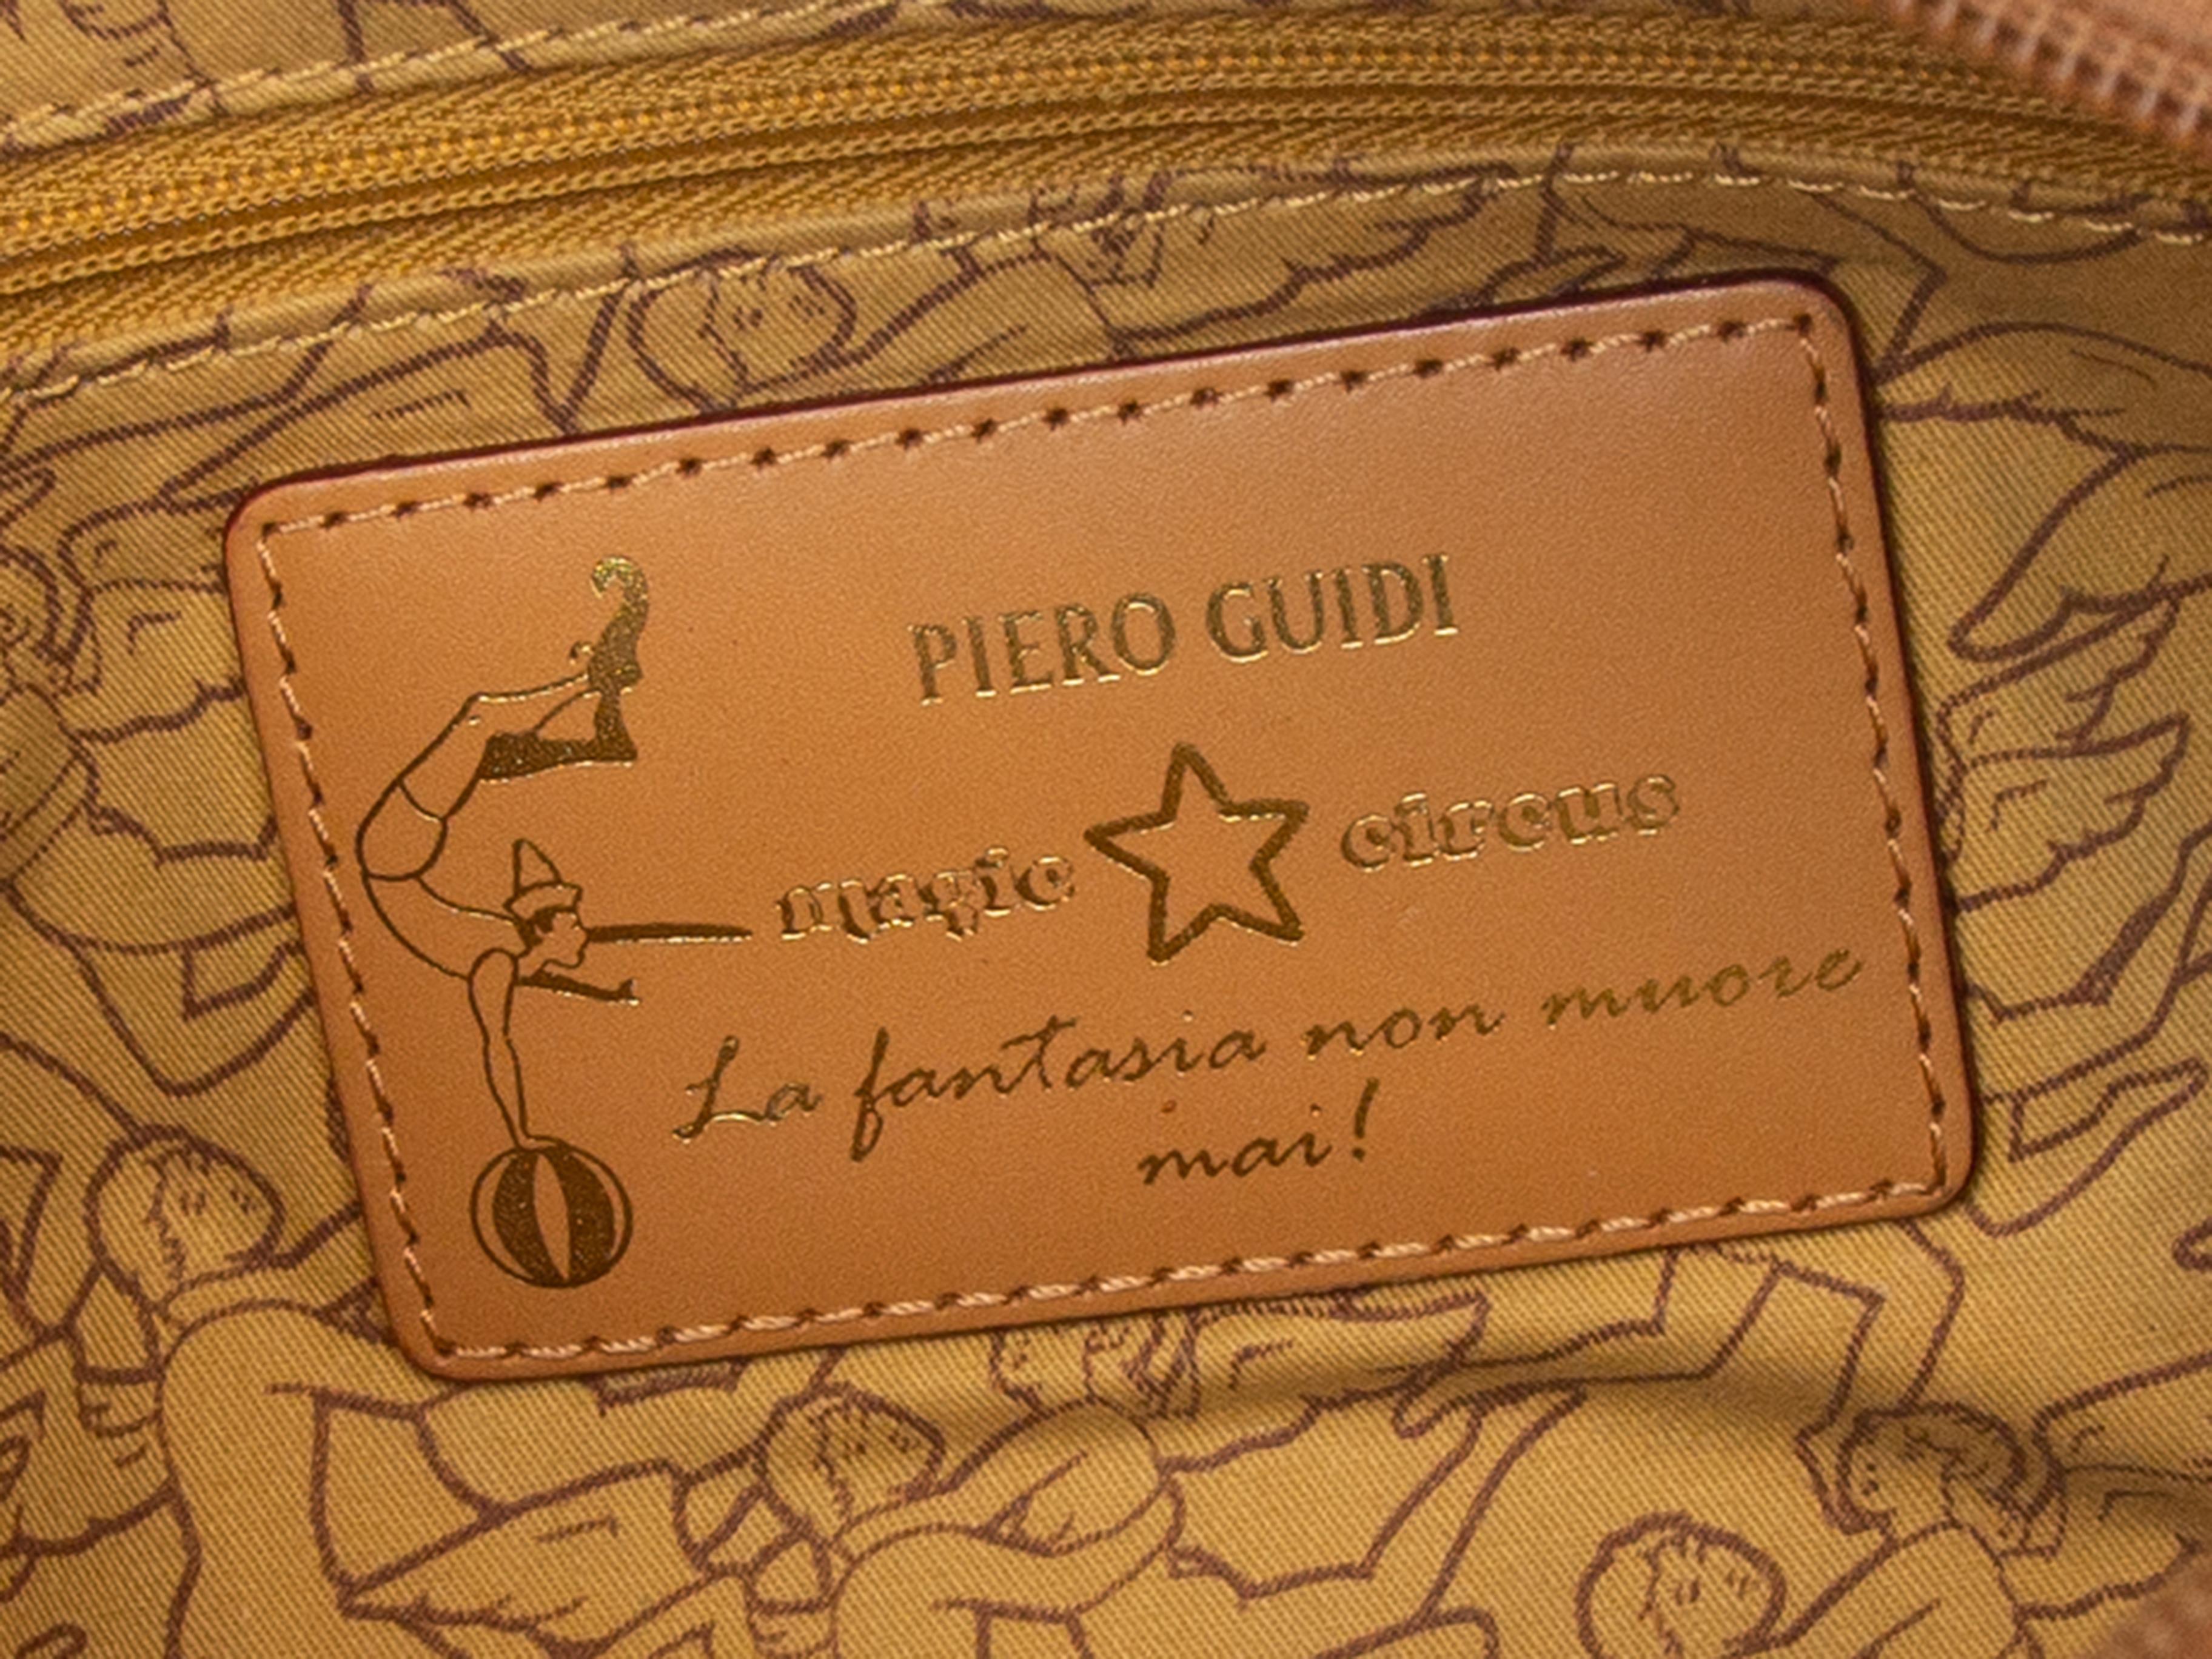 PIERO GUIDI
magic circus
La fantasia non muore
mai!